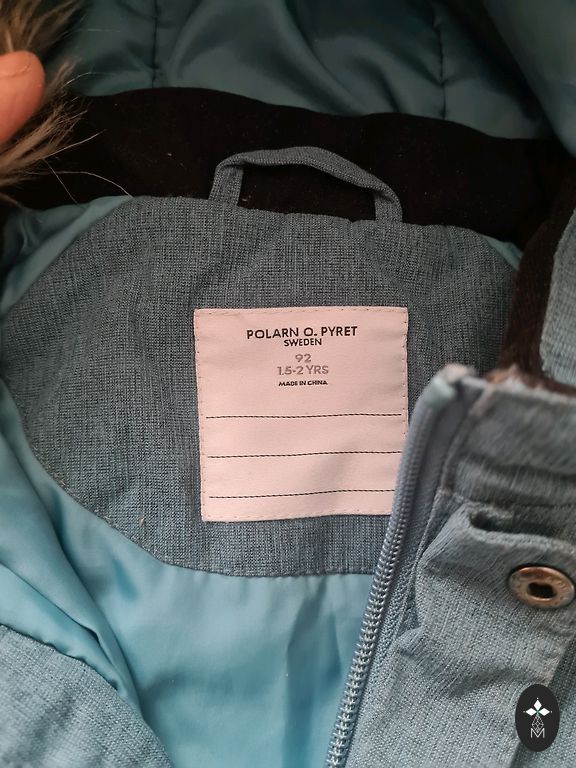 POLARN O. PYRET
SWEDEN
92
1.5-2 YRS
MADE IN CHINA
M